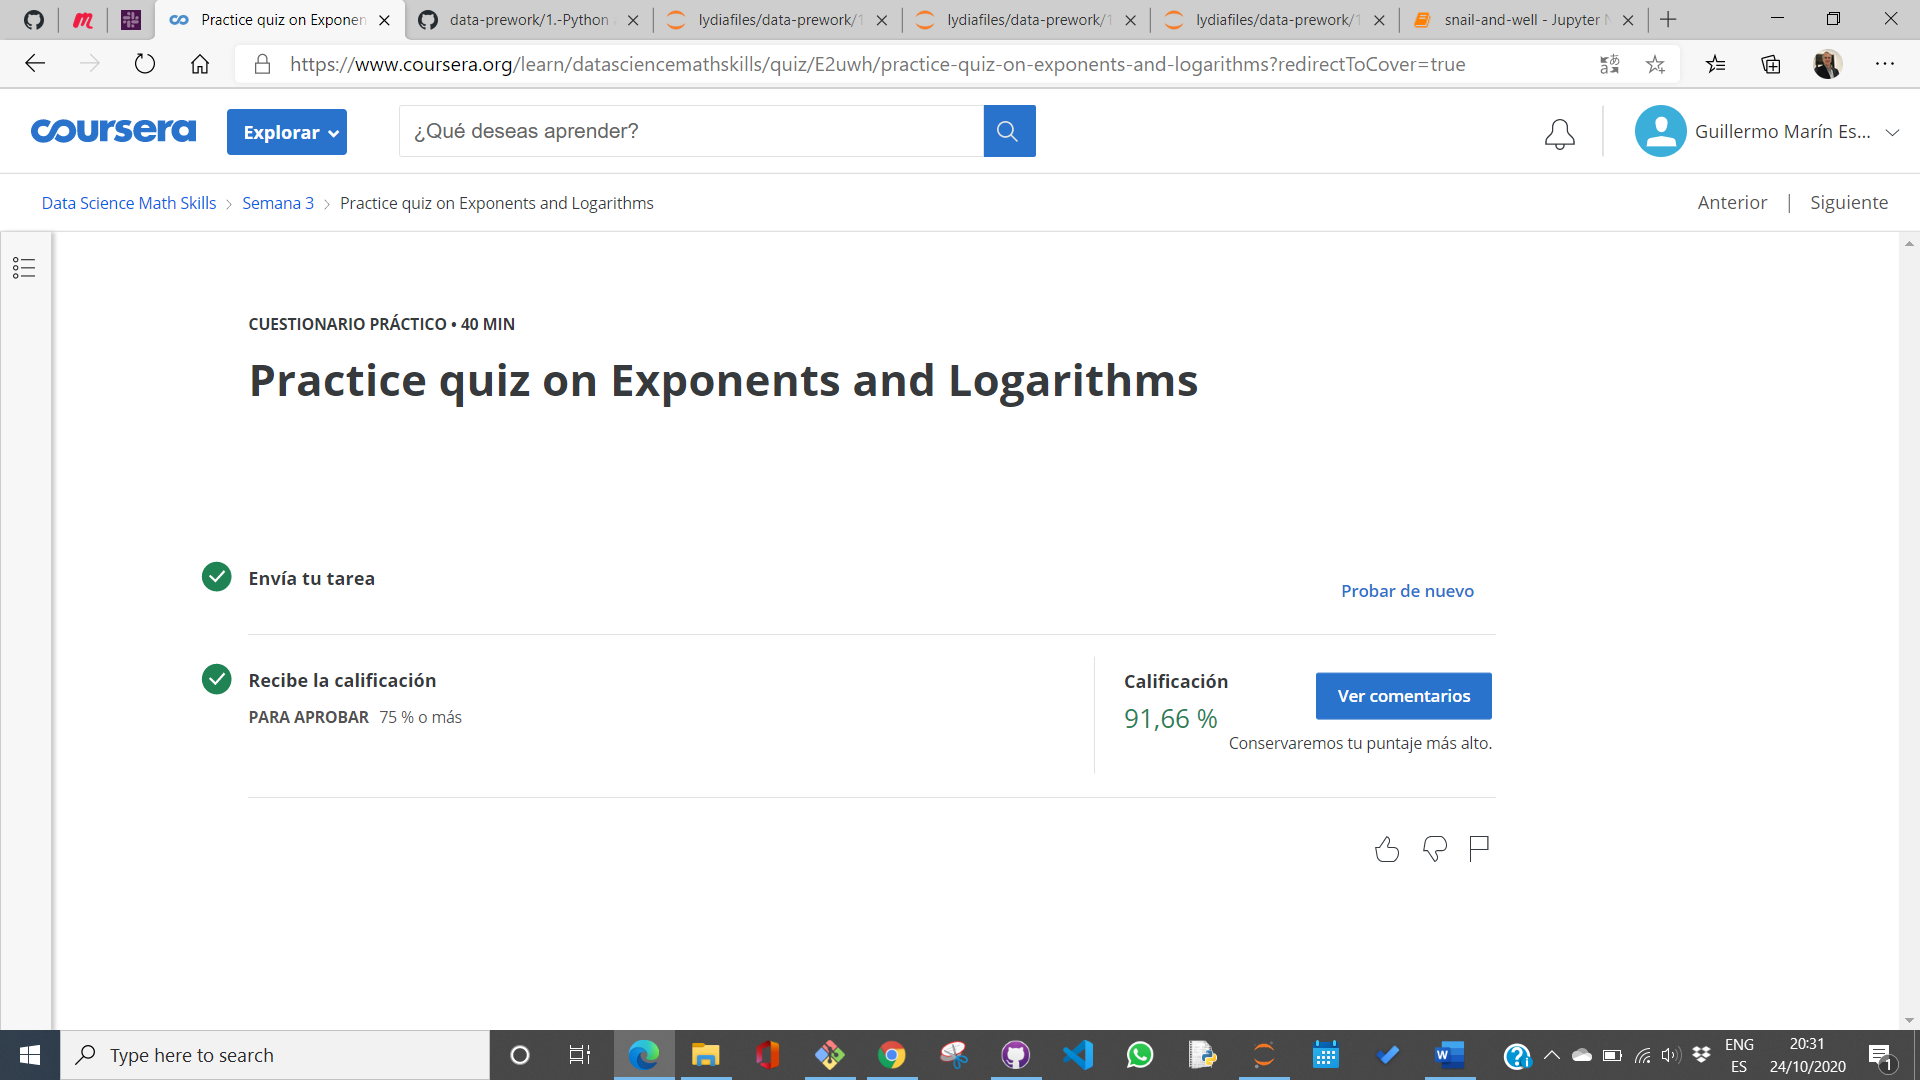 Practice quiz on Exponen
data-prework/1.-Python
lydiafiles/data-prework/1
lydiafiles/data-prework/1
lydiafiles/data-prework/1
snail-and-well - Jupyter N
https://www.coursera.org/learn/datasciencemathskills/quiz/E2uwh/practice-quiz-on-exponents-and-logarithms?redirectToCover=true
coursera
Explorar
¿Qué deseas aprender?
Guillermo Marín Es...
Data Science Math Skills
Semana 3
Practice quiz on Exponents and Logarithms
Anterior | Siguiente
CUESTIONARIO PRÁCTICO • 40 MIN
Practice quiz on Exponents and Logarithms
Envía tu tarea
Probar de nuevo
Recibe la calificación
PARA APROBAR 75 % o más
Calificación
91,66 %
Ver comentarios
Conservaremos tu puntaje más alto.
Type here to search
ENG
ES
20:31
24/10/2020
1